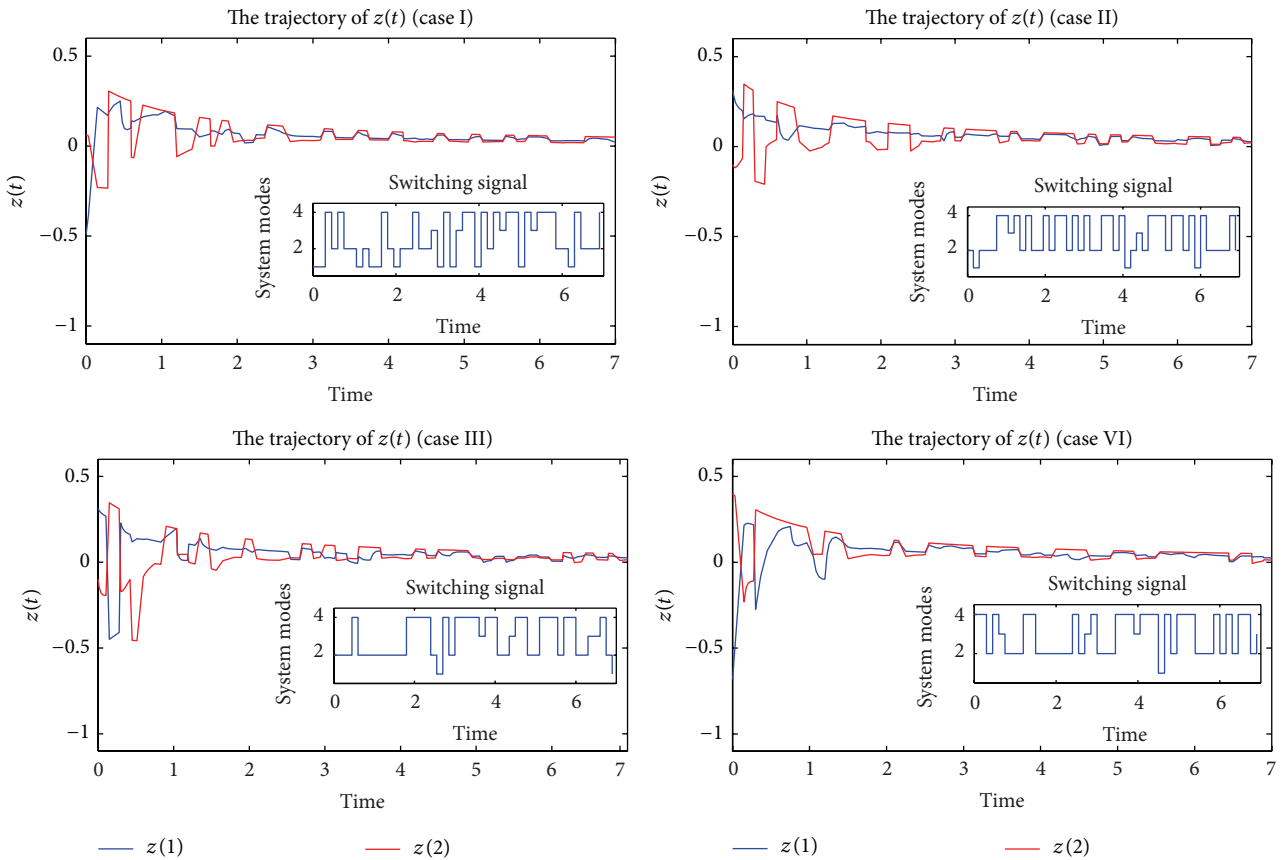 The trajectory of z(t) (case I)
0.5
0
−0.5
−1
z(t)
0 1 2 3 4 5 6 7
Time
Switching signal
System modes
4
2
0 2 4 6
Time
The trajectory of z(t) (case II)
0.5
0
−0.5
−1
z(t)
0 1 2 3 4 5 6 7
Time
Switching signal
System modes
4
2
0 2 4 6
Time
The trajectory of z(t) (case III)
0.5
0
−0.5
−1
z(t)
0 1 2 3 4 5 6 7
Time
Switching signal
System modes
4
2
0 2 4 6
Time
z(1) z(2)
The trajectory of z(t) (case VI)
0.5
0
−0.5
−1
z(t)
0 1 2 3 4 5 6 7
Time
Switching signal
System modes
4
2
0 2 4 6
Time
z(1) z(2)